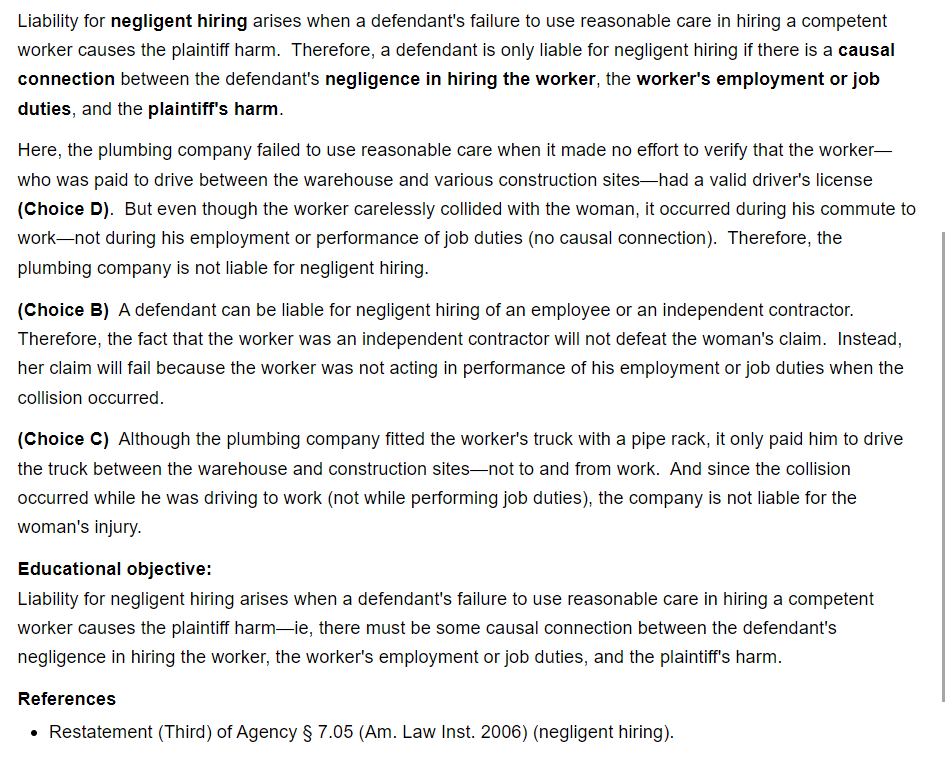 Liability for negligent hiring arises when a defendant's failure to use reasonable care in hiring a competent
worker causes the plaintiff harm. Therefore, a defendant is only liable for negligent hiring if there is a causal
connection between the defendant's negligence in hiring the worker, the worker's employment or job
duties, and the plaintiff's harm.
Here, the plumbing company failed to use reasonable care when it made no effort to verify that the worker—
who was paid to drive between the warehouse and various construction sites—had a valid driver's license
(Choice D). But even though the worker carelessly collided with the woman, it occurred during his commute to
work—not during his employment or performance of job duties (no causal connection). Therefore, the
plumbing company is not liable for negligent hiring.
(Choice B) A defendant can be liable for negligent hiring of an employee or an independent contractor.
Therefore, the fact that the worker was an independent contractor will not defeat the woman's claim. Instead,
her claim will fail because the worker was not acting in performance of his employment or job duties when the
collision occurred.
(Choice C) Although the plumbing company fitted the worker's truck with a pipe rack, it only paid him to drive
the truck between the warehouse and construction sites—not to and from work. And since the collision
occurred while he was driving to work (not while performing job duties), the company is not liable for the
woman's injury.
Educational objective:
Liability for negligent hiring arises when a defendant's failure to use reasonable care in hiring a competent
worker causes the plaintiff harm—ie, there must be some causal connection between the defendant's
negligence in hiring the worker, the worker's employment or job duties, and the plaintiff's harm.
References
• Restatement (Third) of Agency § 7.05 (Am. Law Inst. 2006) (negligent hiring).